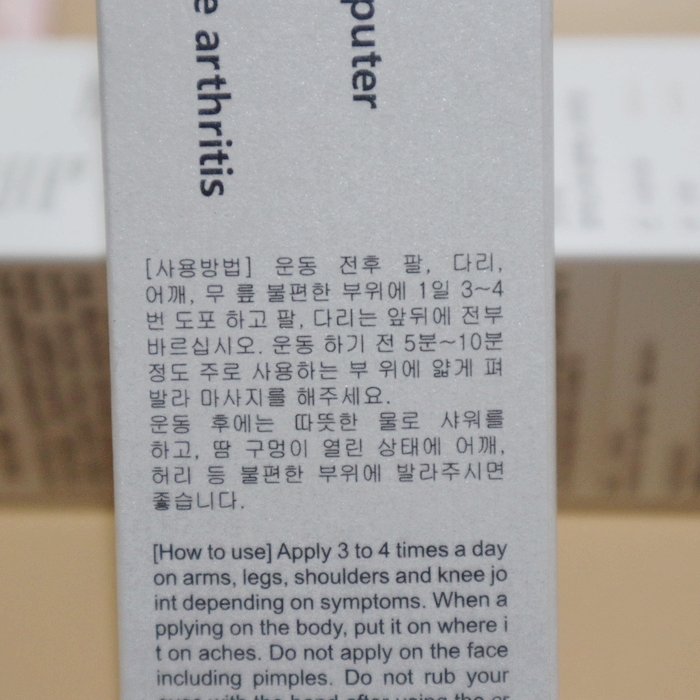 puter
e arthritis
[사용방법] 운동 전후 팔, 다리,
어깨, 무 릎 불편한 부위에 1일 3~4
번 도포 하고 팔, 다리는 앞뒤에 전부
바르십시오. 운동 하기 전 5분~10분
정도 주로 사용하는 부 위에 얇게 펴
발라 마사지를 해주세요.
운동 후에는 따뜻한 물로 샤워를
하고, 땀 구멍이 열린 상태에 어깨,
허리 등 불편한 부위에 발라주시면
좋습니다.
[How to use] Apply 3 to 4 times a day
on arms, legs, shoulders and knee jo
int depending on symptoms. When a
pplying on the body, put it on where i
t on aches. Do not apply on the face
including pimples. Do not rub your
eyes with the hand after using the cr